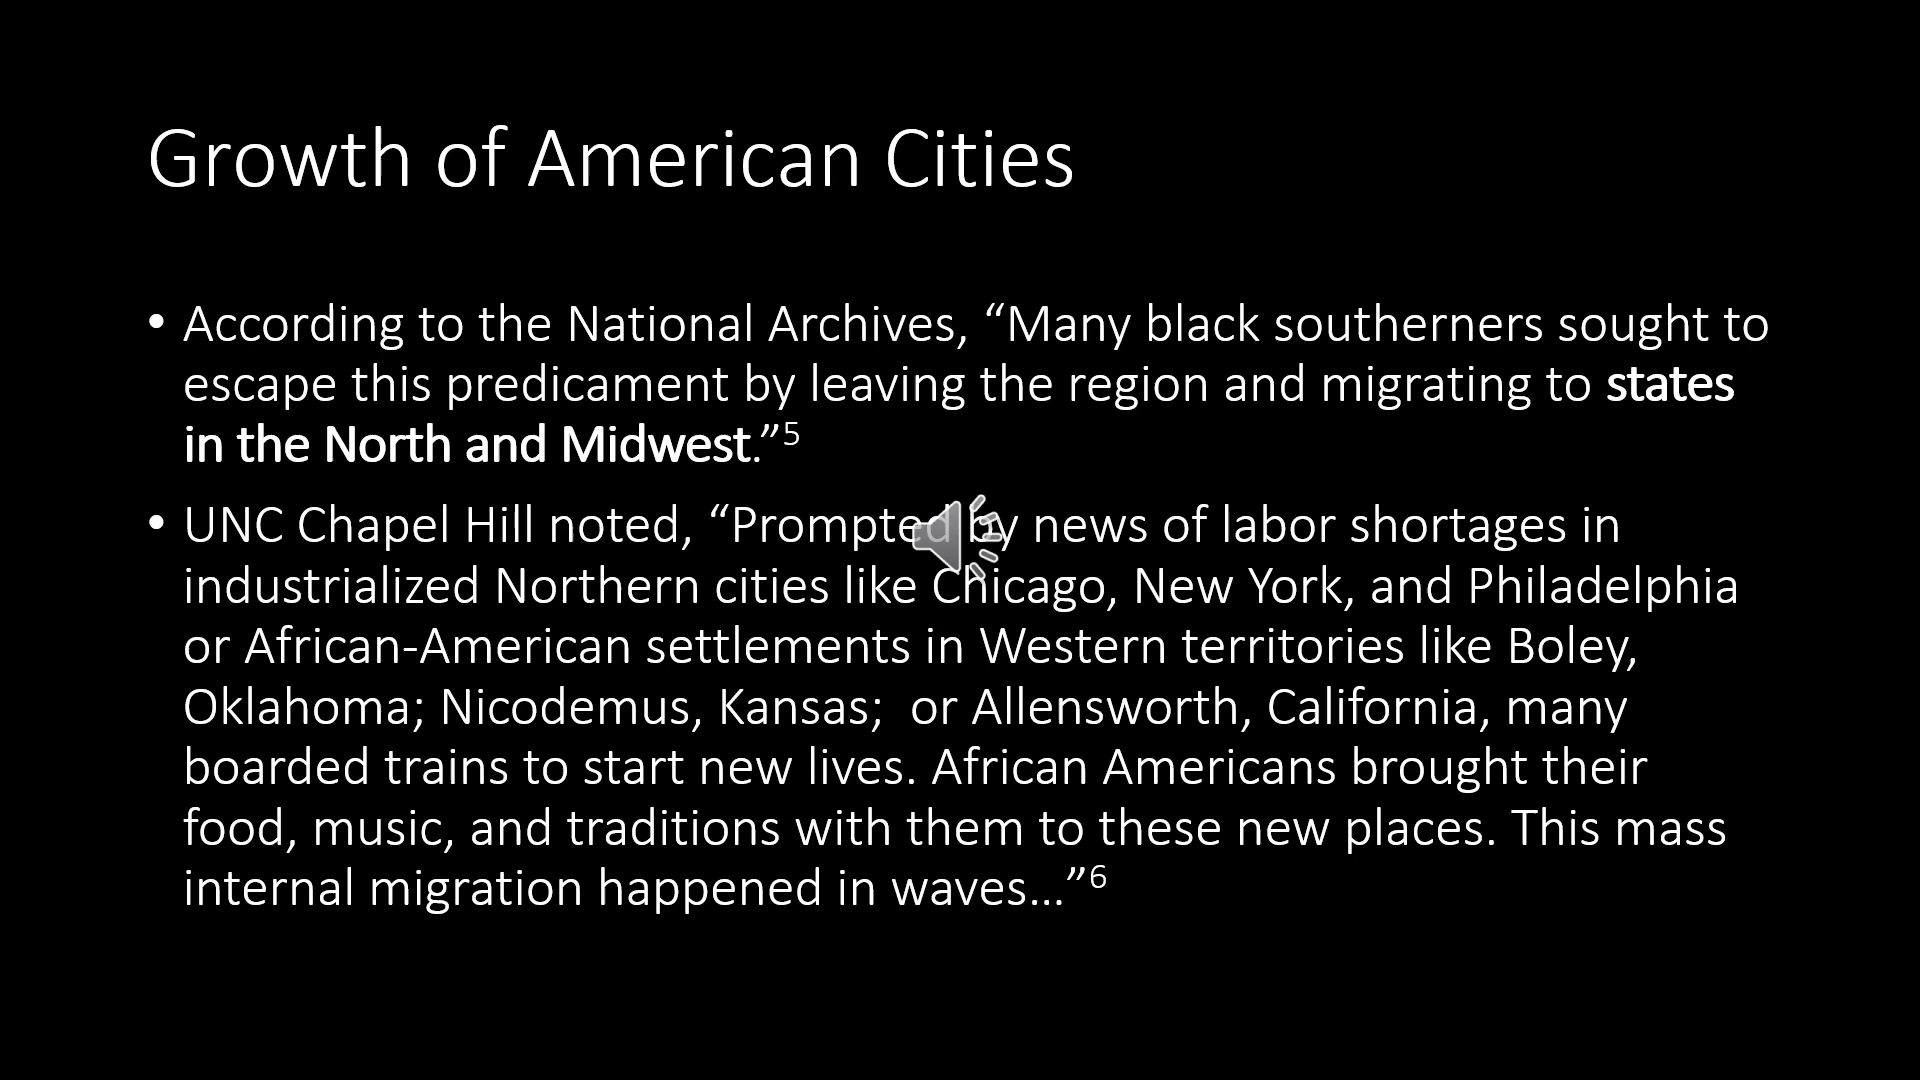 Growth of American Cities
• According to the National Archives, “Many black southerners sought to
escape this predicament by leaving the region and migrating to states
in the North and Midwest.”5
• UNC Chapel Hill noted, “Prompted by news of labor shortages in
industrialized Northern cities like Chicago, New York, and Philadelphia
or African-American settlements in Western territories like Boley,
Oklahoma; Nicodemus, Kansas;  or Allensworth, California, many
boarded trains to start new lives. African Americans brought their
food, music, and traditions with them to these new places. This mass
internal migration happened in waves…”6